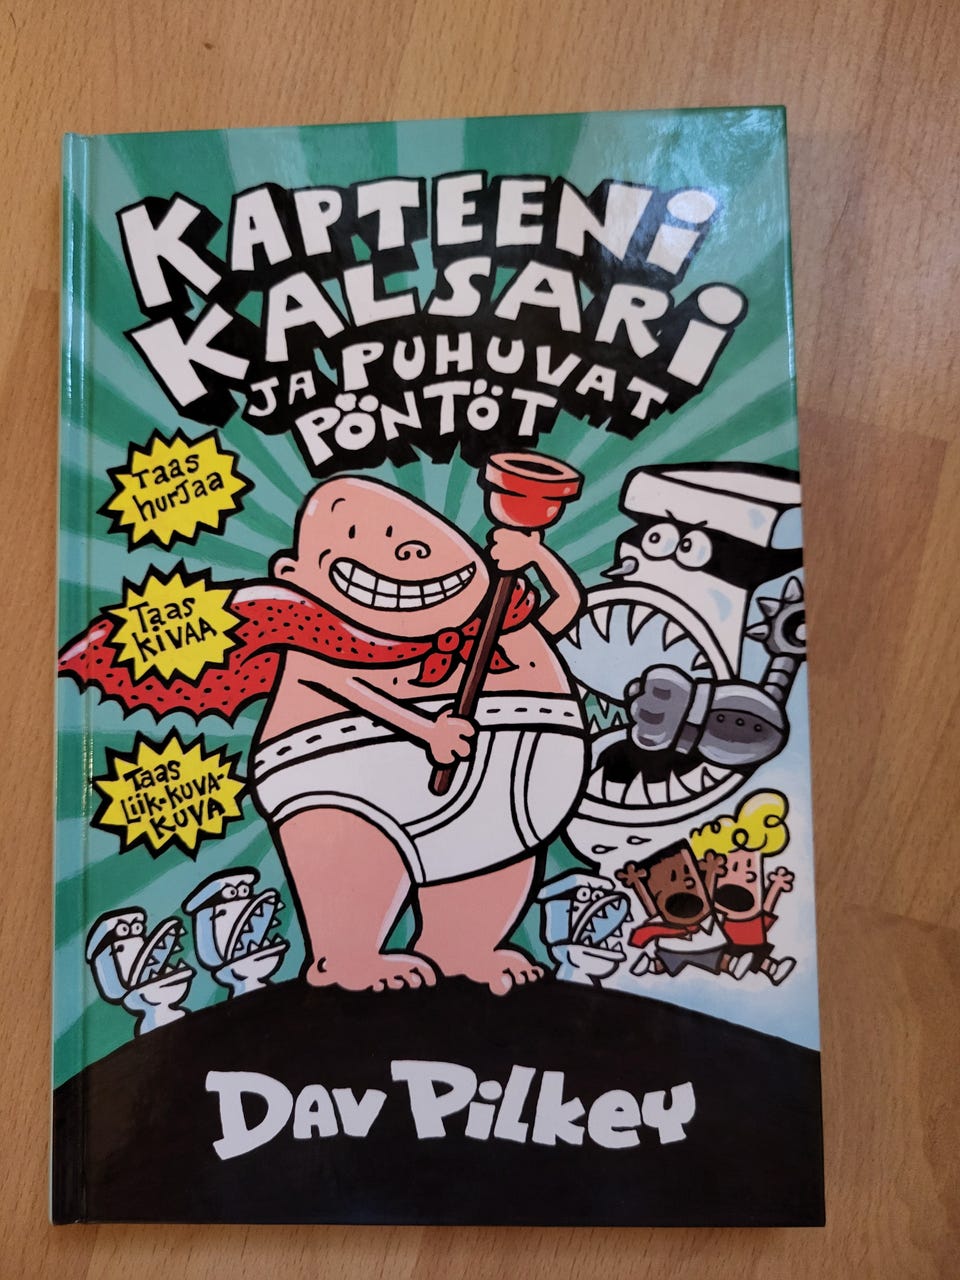 KAPTEENi
KALSARi
JA PUHUVAT
PÖNTÖT
Taas
hurjaa
Taas
kiVAA
Taas
Liik-KUVA-
KUVA
DAV PiLkey